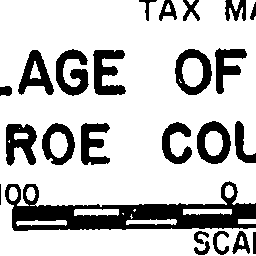 TAX MA
LAGE OF
ROE COU
100 0
SCAL